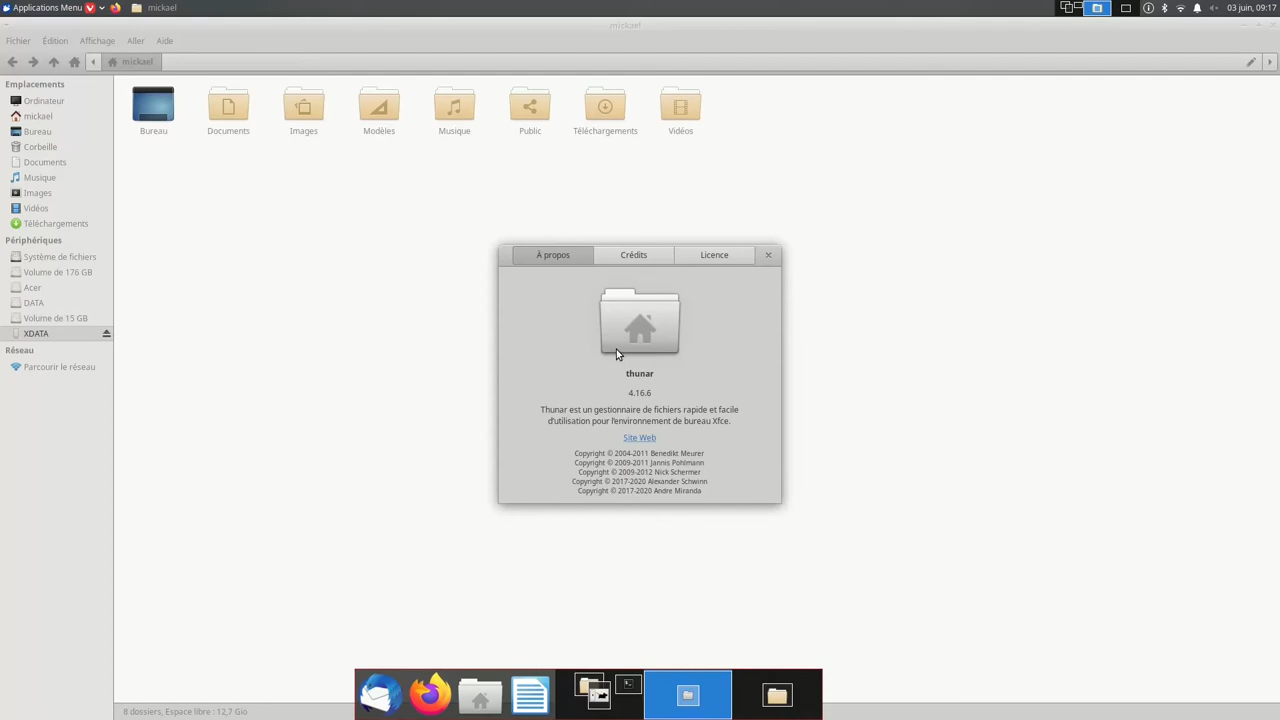 Applications Menu
mickael
03 juin, 09:17
mickael
Fichier Édition Affichage Aller Aide
mickael
Emplacements
Ordinateur
mickael
Bureau
Corbeille
Documents
Musique
Images
Vidéos
Téléchargements
Périphériques
Système de fichiers
Volume de 176 GB
Acer
DATA
Volume de 15 GB
XDATA
Réseau
Parcourir le réseau
Bureau Documents Images Modèles Musique Public Téléchargements Vidéos
À propos Crédits Licence
thunar
4.16.6
Thunar est un gestionnaire de fichiers rapide et facile
d'utilisation pour l'environnement de bureau Xfce.
Site Web
Copyright © 2004-2011 Benedikt Meurer
Copyright © 2009-2011 Jannis Pohlmann
Copyright © 2009-2012 Nick Schermer
Copyright © 2017-2020 Alexander Schwinn
Copyright © 2017-2020 Andre Miranda
8 dossiers, Espace libre : 12,7 Gio